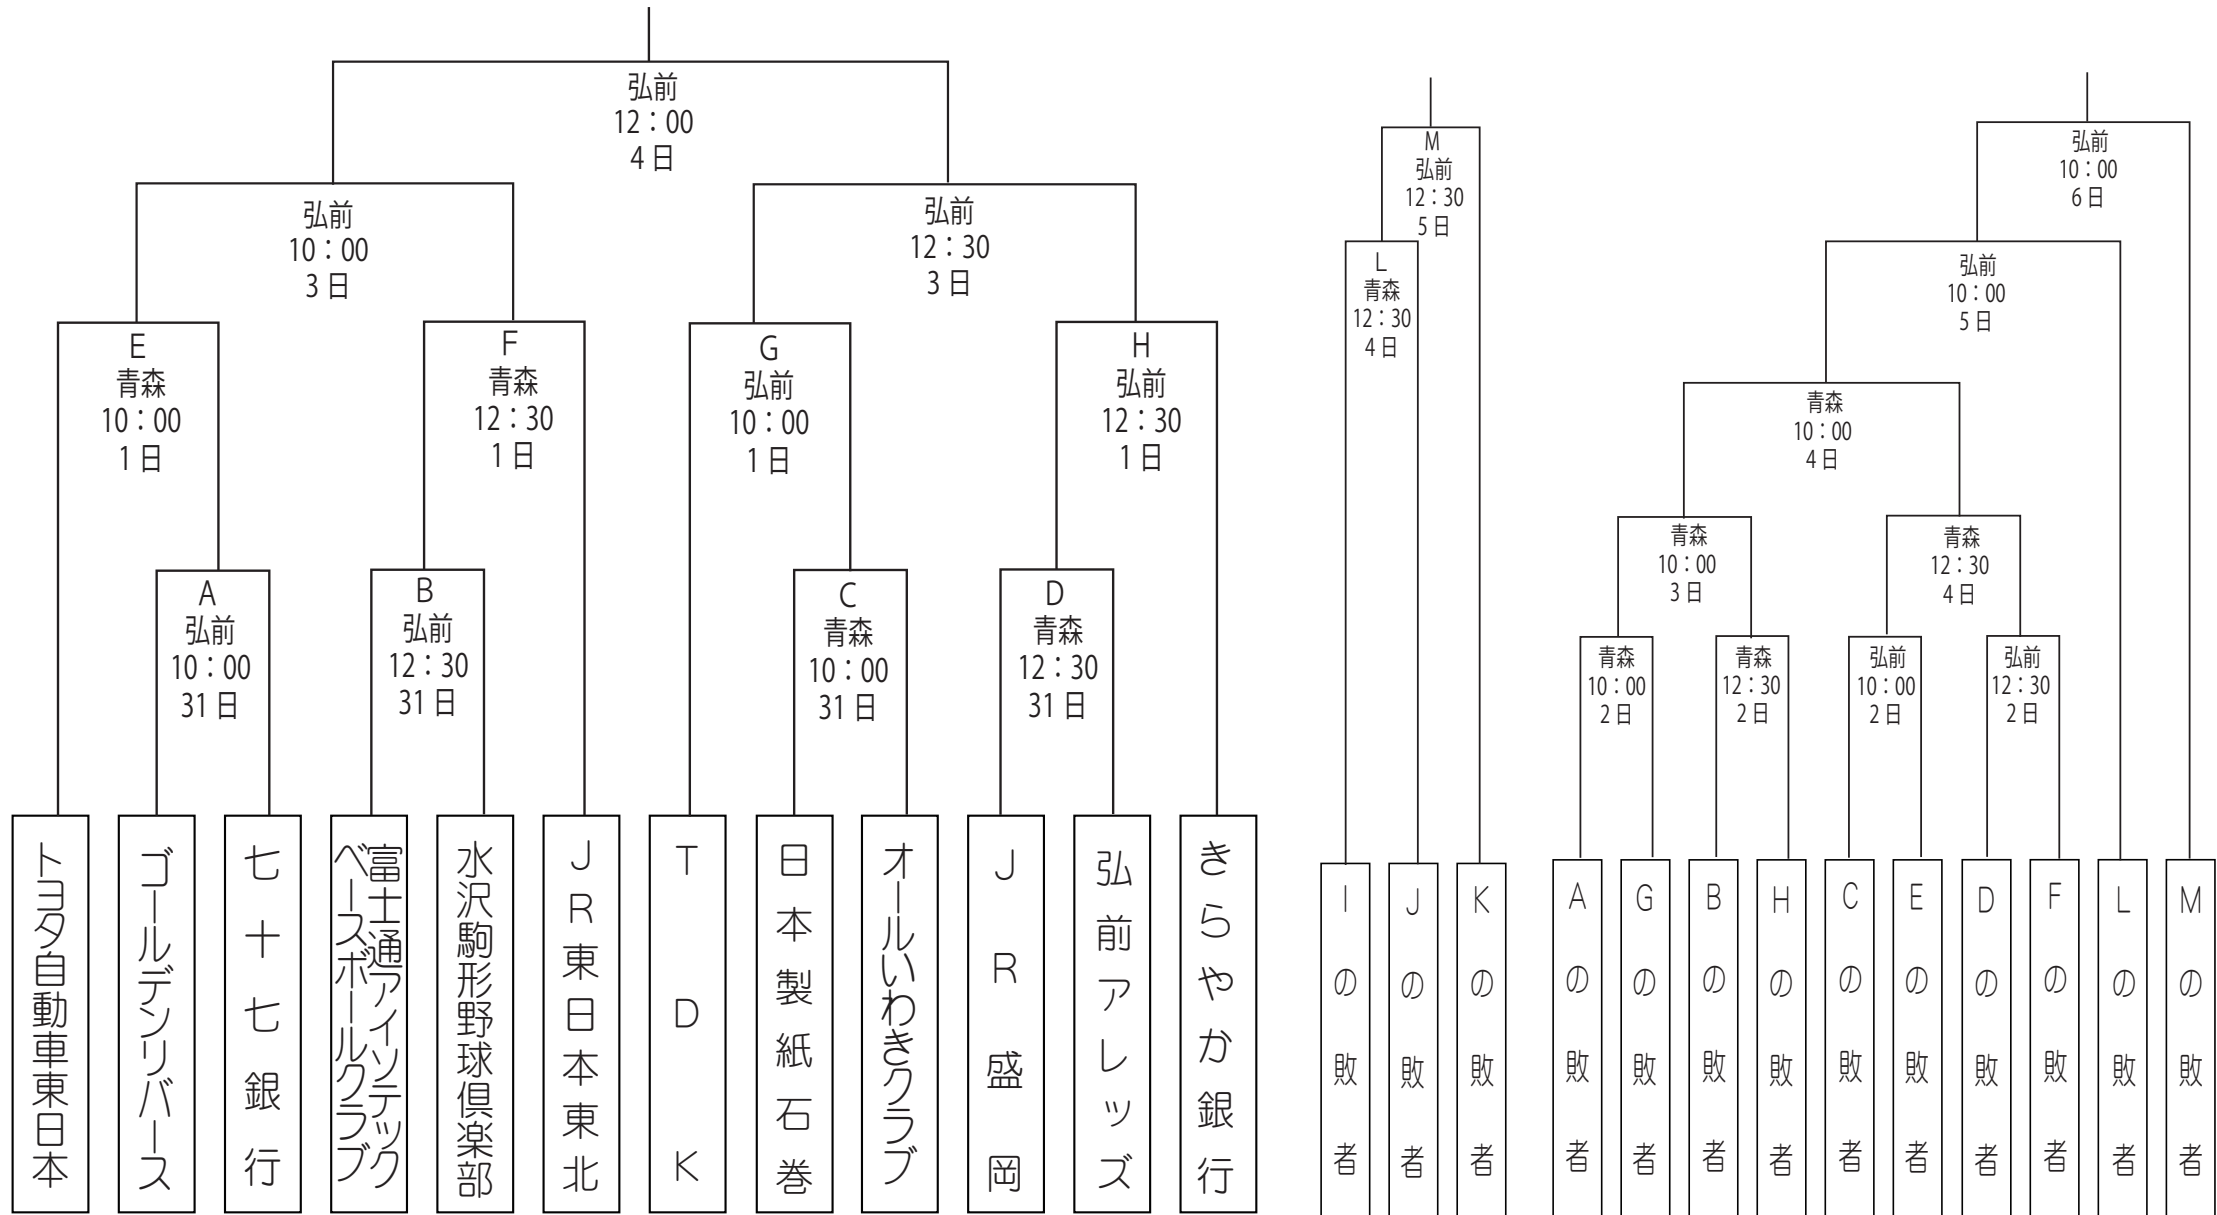 弘前
12：00
4日
弘前
10：00
3日
弘前
12：30
3日
E
青森
10：00
1日
F
青森
12：30
1日
G
弘前
10：00
1日
H
弘前
12：30
1日
A
弘前
10：00
31日
B
弘前
12：30
31日
C
青森
10：00
31日
D
青森
12：30
31日
トヨタ自動車東日本
ゴールデンリバース
七十七銀行
富士通アイソテック
ベースボールクラブ
水沢駒形野球倶楽部
JR東日本東北
TDK
日本製紙石巻
オールいわきクラブ
JR盛岡
弘前アレッズ
きらやか銀行
M
弘前
12：30
5日
L
青森
12：30
4日
Iの敗者
Jの敗者
Kの敗者
弘前
10：00
6日
弘前
10：00
5日
青森
10：00
4日
青森
10：00
3日
青森
12：30
4日
青森
10：00
2日
青森
12：30
2日
弘前
10：00
2日
弘前
12：30
2日
Aの敗者
Gの敗者
Bの敗者
Hの敗者
Cの敗者
Eの敗者
Dの敗者
Fの敗者
Lの敗者
Mの敗者